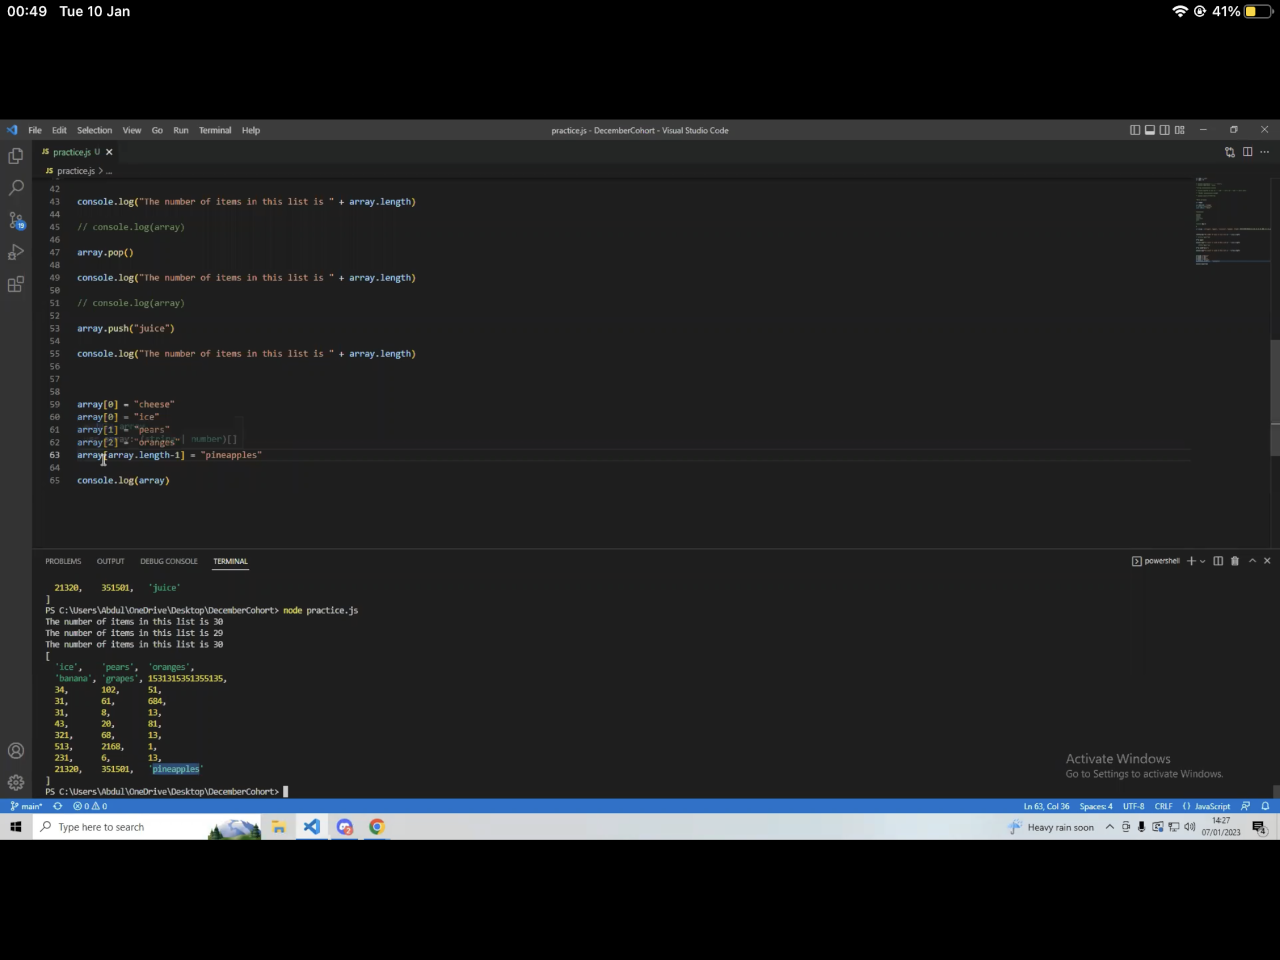 00:49 Tue 10 Jan 41%
File Edit Selection View Go Run Terminal Help practice.js - DecemberCohort - Visual Studio Code
JS practice.js U
JS practice.js > ...
42
43 console.log("The number of items in this list is " + array.length)
44
45 // console.log(array)
46
47 array.pop()
48
49 console.log("The number of items in this list is " + array.length)
50
51 // console.log(array)
52
53 array.push("juice")
54
55 console.log("The number of items in this list is " + array.length)
56
57
58
59 array[0] = "cheese"
60 array[0] = "ice"
61 array[1] = "pears"
62 array[2] = "oranges"
63 array[array.length-1] = "pineapples"
64
65 console.log(array)
19
PROBLEMS OUTPUT DEBUG CONSOLE TERMINAL powershell
21320, 351501, 'juice'
]
PS C:\Users\Abdul\OneDrive\Desktop\DecemberCohort> node practice.js
The number of items in this list is 30
The number of items in this list is 29
The number of items in this list is 30
[
'ice', 'pears', 'oranges',
'banana', 'grapes', 1531315351355135,
34, 102, 51,
31, 61, 684,
31, 8, 13,
43, 20, 81,
321, 68, 13,
513, 2168, 1,
231, 6, 13,
21320, 351501, 'pineapples'
]
PS C:\Users\Abdul\OneDrive\Desktop\DecemberCohort>
Activate Windows
Go to Settings to activate Windows.
main* 0 0 Ln 63, Col 36 Spaces: 4 UTF-8 CRLF {} JavaScript
Type here to search Heavy rain soon 14:27
07/01/2023 4